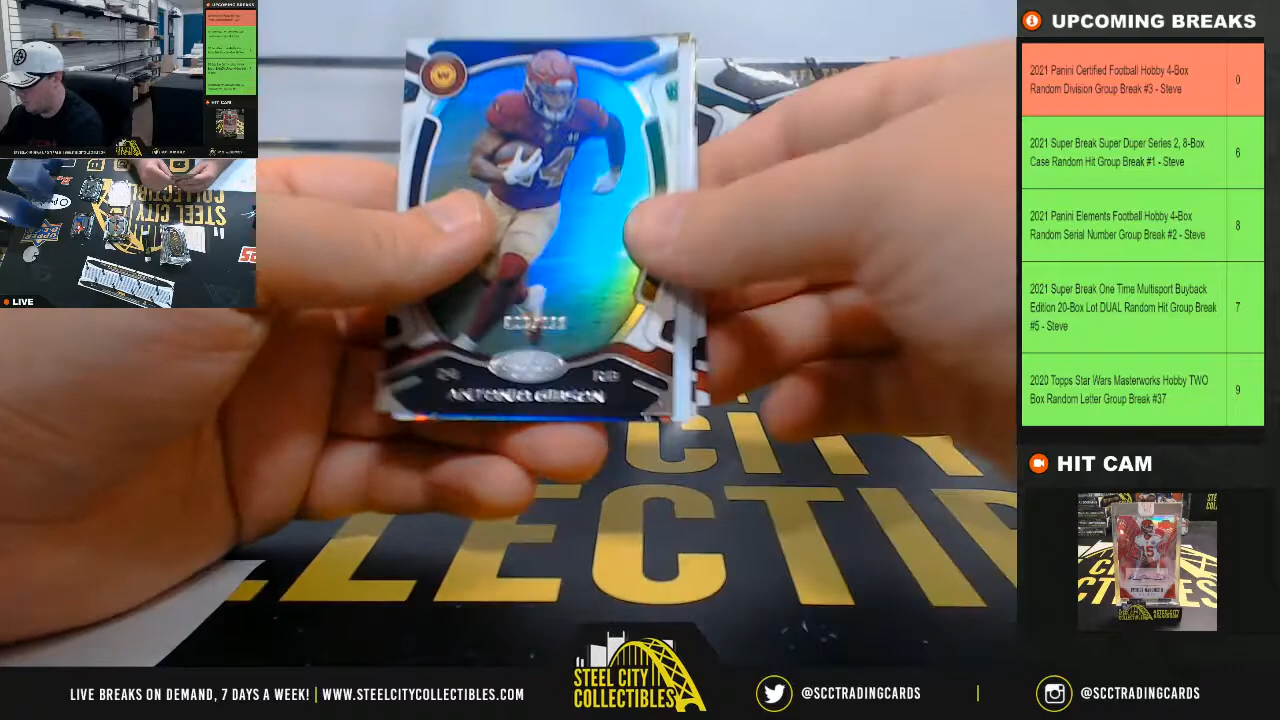 UPCOMING BREAKS
2021 Panini Certified Football Hobby 4-Box
Random Division Group Break #3 - Steve
0
2021 Super Break Super Duper Series 2, 8-Box
Case Random Hit Group Break #1 - Steve
6
2021 Panini Elements Football Hobby 4-Box
Random Serial Number Group Break #2 - Steve
8
2021 Super Break One Time Multisport Buyback
Edition 20-Box Lot DUAL Random Hit Group Break
#5 - Steve
7
2020 Topps Star Wars Masterworks Hobby TWO
Box Random Letter Group Break #37
9
HIT CAM
LIVE
RB
ANTONIO GIBSON
LECTIB
STEEL CITY
COLLECTIBLES
LIVE BREAKS ON DEMAND, 7 DAYS A WEEK! | WWW.STEELCITYCOLLECTIBLES.COM
@SCCTRADINGCARDS
@SCCTRADINGCARDS